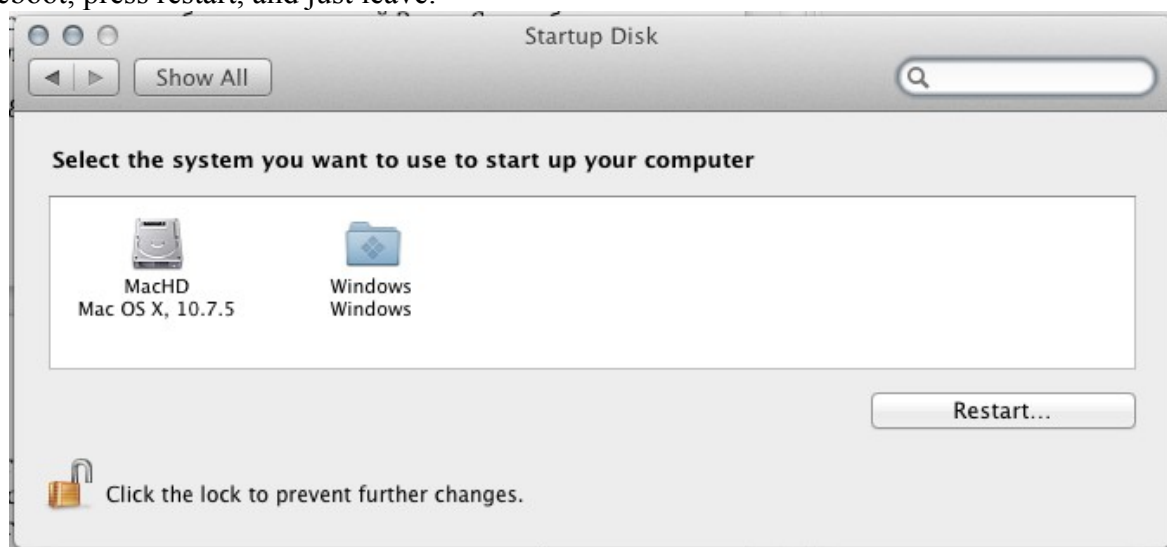 eboot, press restart, and just leave.
Startup Disk
Show All
Select the system you want to use to start up your computer
MacHD
Mac OS X, 10.7.5
Windows
Windows
Restart...
Click the lock to prevent further changes.